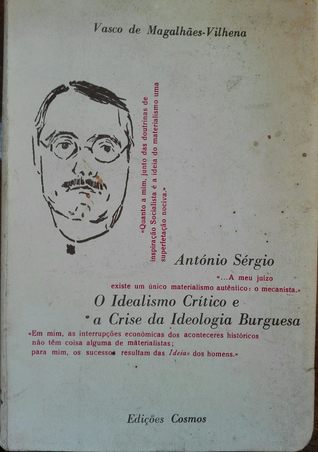 Vasco de Magalhães-Vilhena
«Quanto a mim, junto das doutrinas de
inspiração Socialista é a ideia do materialismo uma
superfetação nociva.»
António Sérgio
«...A meu juízo
existe um único materialismo autêntico: o mecanista.»
O Idealismo Crítico e
a Crise da Ideologia Burguesa
«Em mim, as interrupções económicas dos aconteceres históricos
não têm coisa alguma de materialistas;
para mim, os sucessos resultam das Ideias dos homens.»
Edições Cosmos